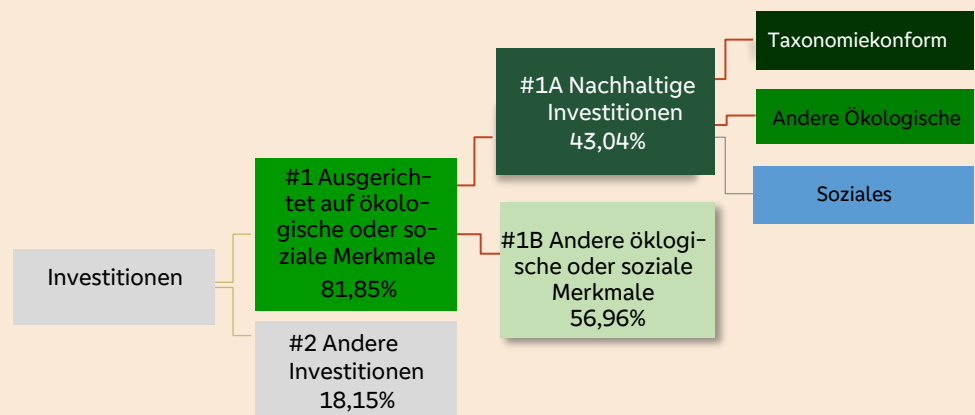 Investitionen
#1 Ausgerich-
tet auf ökolo-
gische oder so-
ziale Merkmale
81,85%
#2 Andere
Investitionen
18,15%
#1A Nachhaltige
Investitionen
43,04%
#1B Andere öklogi-
sche oder soziale
Merkmale
56,96%
Taxonomiekonform
Andere Ökologische
Soziales